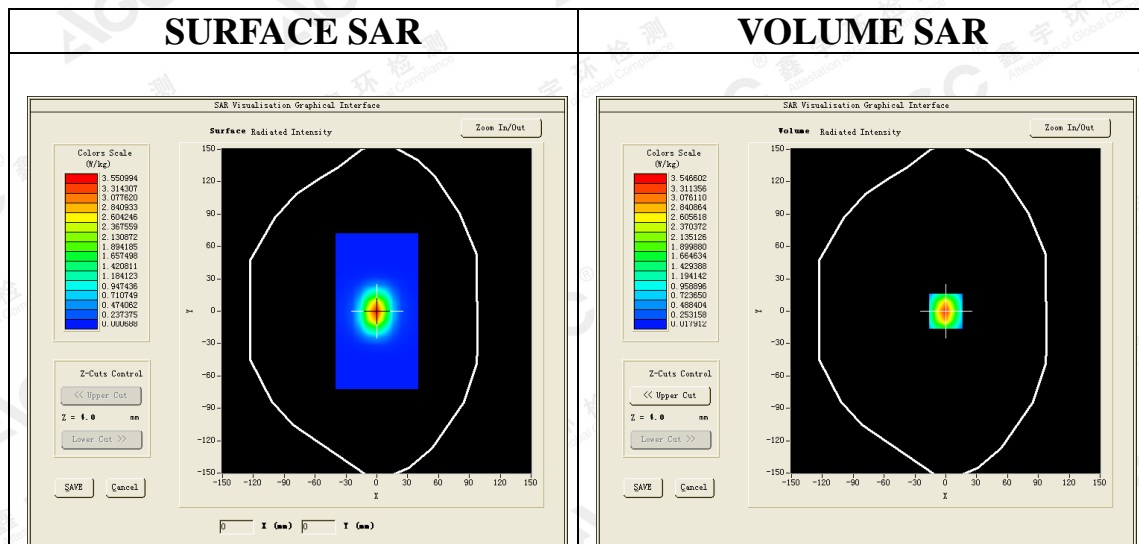 SURFACE SAR
VOLUME SAR
SAR Visualisation Graphical Interface
Surface Radiated Intensity
Zoom In/Out
Colors Scale
(W/kg)
3.550994
3.314307
3.077620
2.840933
2.604246
2.367559
2.130872
1.894185
1.657498
1.420811
1.184123
0.947436
0.710749
0.474062
0.237375
0.000688
150
120
90
60
30
0
-30
-60
-90
-120
-150
Y
-150 -120 -90 -60 -30 0 30 60 90 120 150
X
Z-Cuts Control
<< Upper Cut
Z = 4.0 mm
Lower Cut >>
SAVE
Cancel
0 X (mm) 0 Y (mm)
SAR Visualisation Graphical Interface
Volume Radiated Intensity
Zoom In/Out
Colors Scale
(W/kg)
3.546602
3.311356
3.076110
2.840864
2.605618
2.370372
2.135126
1.899880
1.664634
1.429388
1.194142
0.958896
0.723650
0.488404
0.253158
0.017912
150
120
90
60
30
0
-30
-60
-90
-120
-150
Y
-150 -120 -90 -60 -30 0 30 60 90 120 150
X
Z-Cuts Control
<< Upper Cut
Z = 4.0 mm
Lower Cut >>
SAVE
Cancel